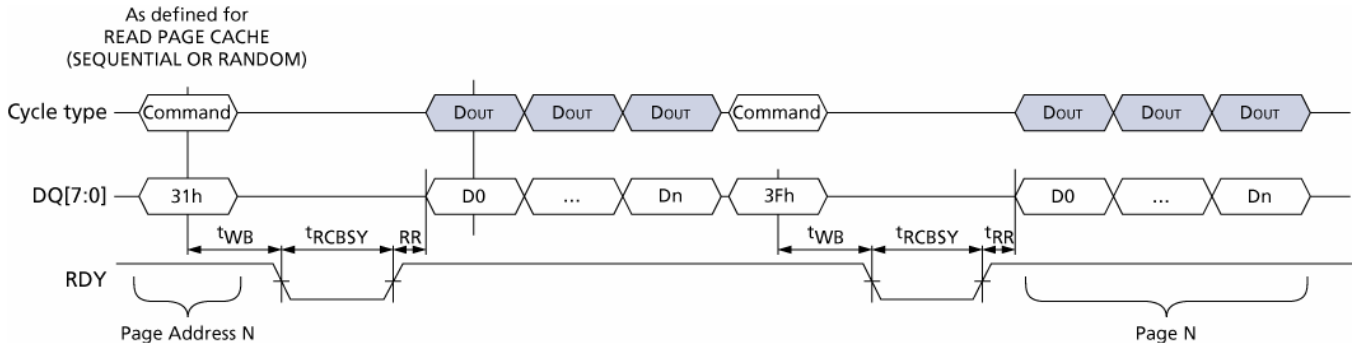 As defined for
READ PAGE CACHE
(SEQUENTIAL OR RANDOM)
Cycle type Command DOUT DOUT DOUT Command DOUT DOUT DOUT
DQ[7:0] 31h D0 ... Dn 3Fh D0 ... Dn
tWB tRCBSY RR tWB tRCBSY tRR
RDY
Page Address N Page N